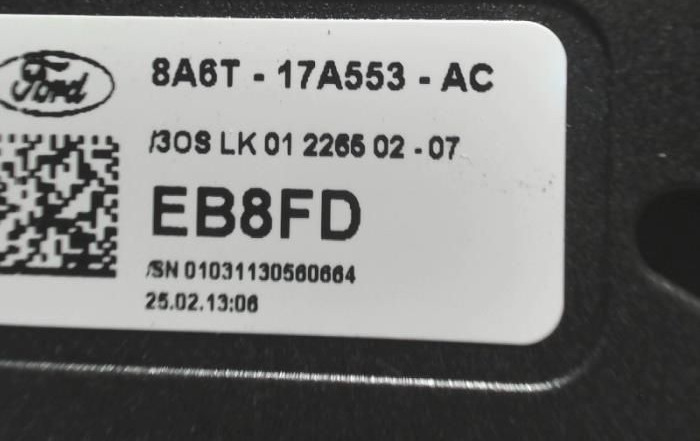 Ford
8A6T - 17A553 - AC
/3OS LK 01 2265 02 - 07
EB8FD
/SN 01031130560664
25.02.13:06